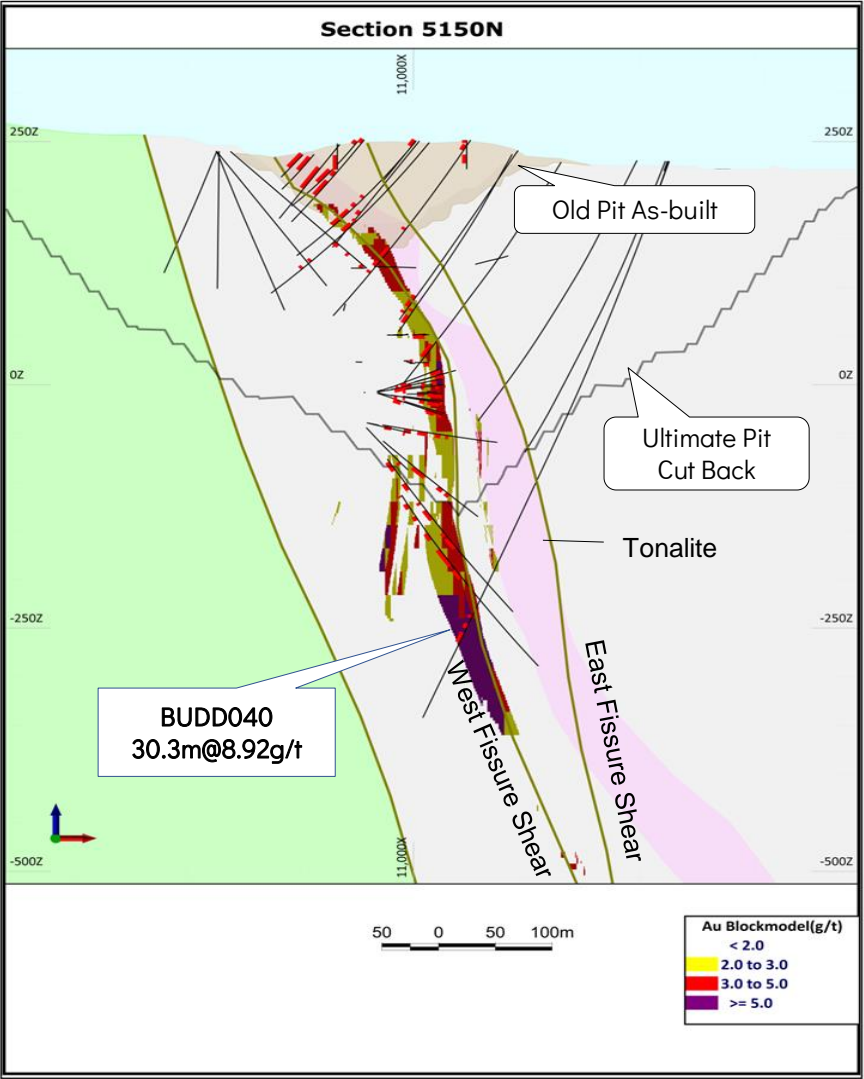 Section 5150N
11,000X
250Z
250Z
Old Pit As-built
0Z
0Z
Ultimate Pit
Cut Back
Tonalite
-250Z
-250Z
East Fissure Shear
West Fissure Shear
BUDD040
30.3m@8.92g/t
11,000X
-500Z
-500Z
50 0 50 100m
Au Blockmodel(g/t)
< 2.0
2.0 to 3.0
3.0 to 5.0
>= 5.0